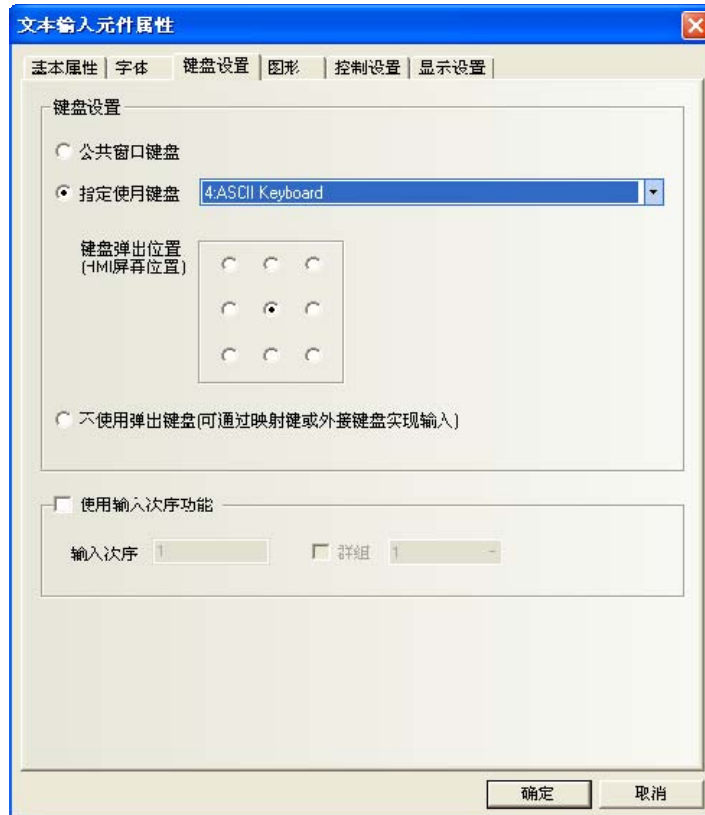 文本输入元件属性
基本属性 字体 键盘设置 图形 控制设置 显示设置
键盘设置
公共窗口键盘
指定使用键盘 4:ASCII Keyboard
键盘弹出位置
(HMI屏幕位置)
不使用弹出键盘(可通过映射键或外接键盘实现输入)
使用输入次序功能
输入次序 1 群组 1
确定 取消